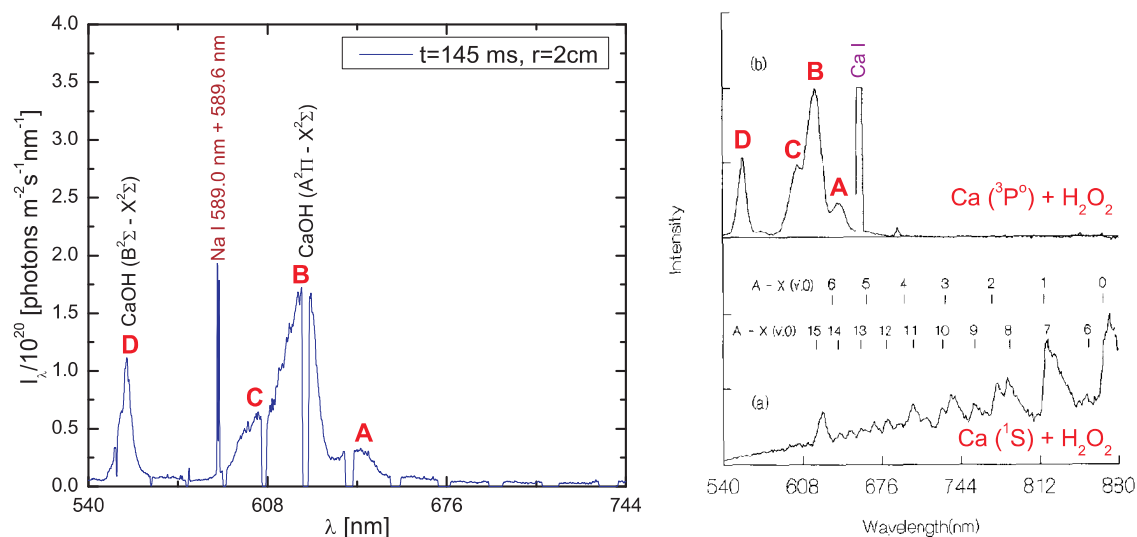 4.0
3.5
3.0
2.5
2.0
1.5
1.0
0.5
0.0
I_λ/10^20 [photons m^-2 s^-1 nm^-1]
t=145 ms, r=2cm
D
CaOH (B²Σ - X²Σ)
Na I 589.0 nm + 589.6 nm
C
B
CaOH (A²Π - X²Σ)
A
540 608 676 744
λ [nm]
(b)
D
C
B
A
Ca I
Ca (³Pᵒ) + H₂O₂
Intensity
A - X (v,0) 6 5 4 3 2 1 0
A - X (v,0) 15 14 13 12 11 10 9 8 7 6
(a)
Ca (¹S) + H₂O₂
540 608 676 744 812 830
Wavelength(nm)